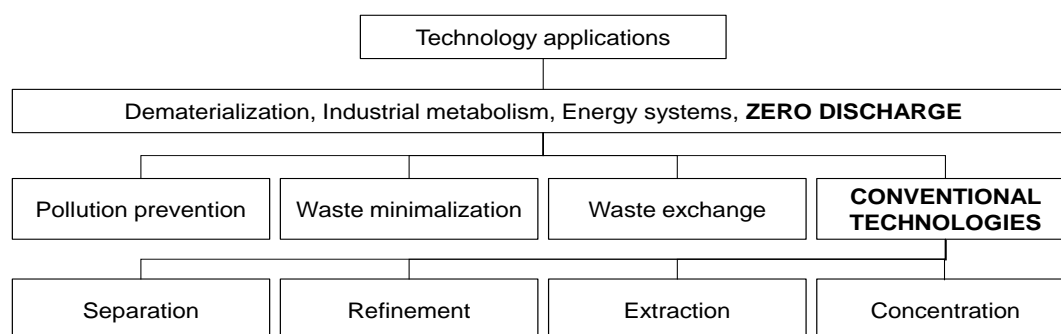 Technology applications
Dematerialization, Industrial metabolism, Energy systems, ZERO DISCHARGE
Pollution prevention
Waste minimalization
Waste exchange
CONVENTIONAL
TECHNOLOGIES
Separation
Refinement
Extraction
Concentration